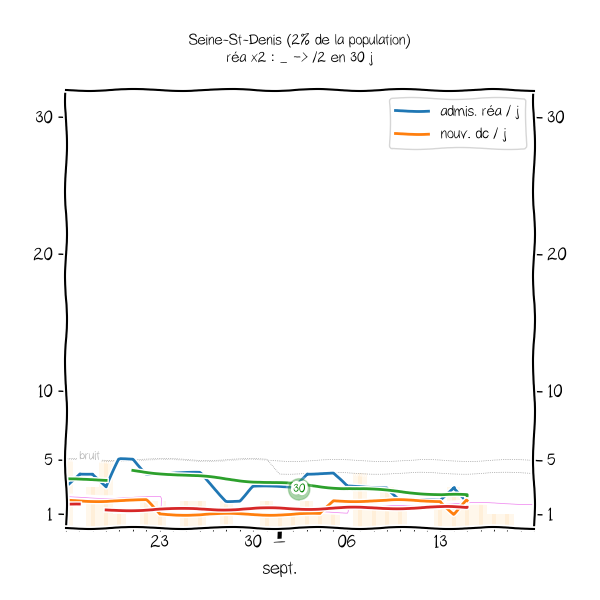 Seine-St-Denis (2% de la population)
réa x2 : _ -> /2 en 30 j
admis. réa / j
nouv. dc / j
30 30
20 20
10 10
5 bruit 5
30
1 1
23 30 06 13
sept.